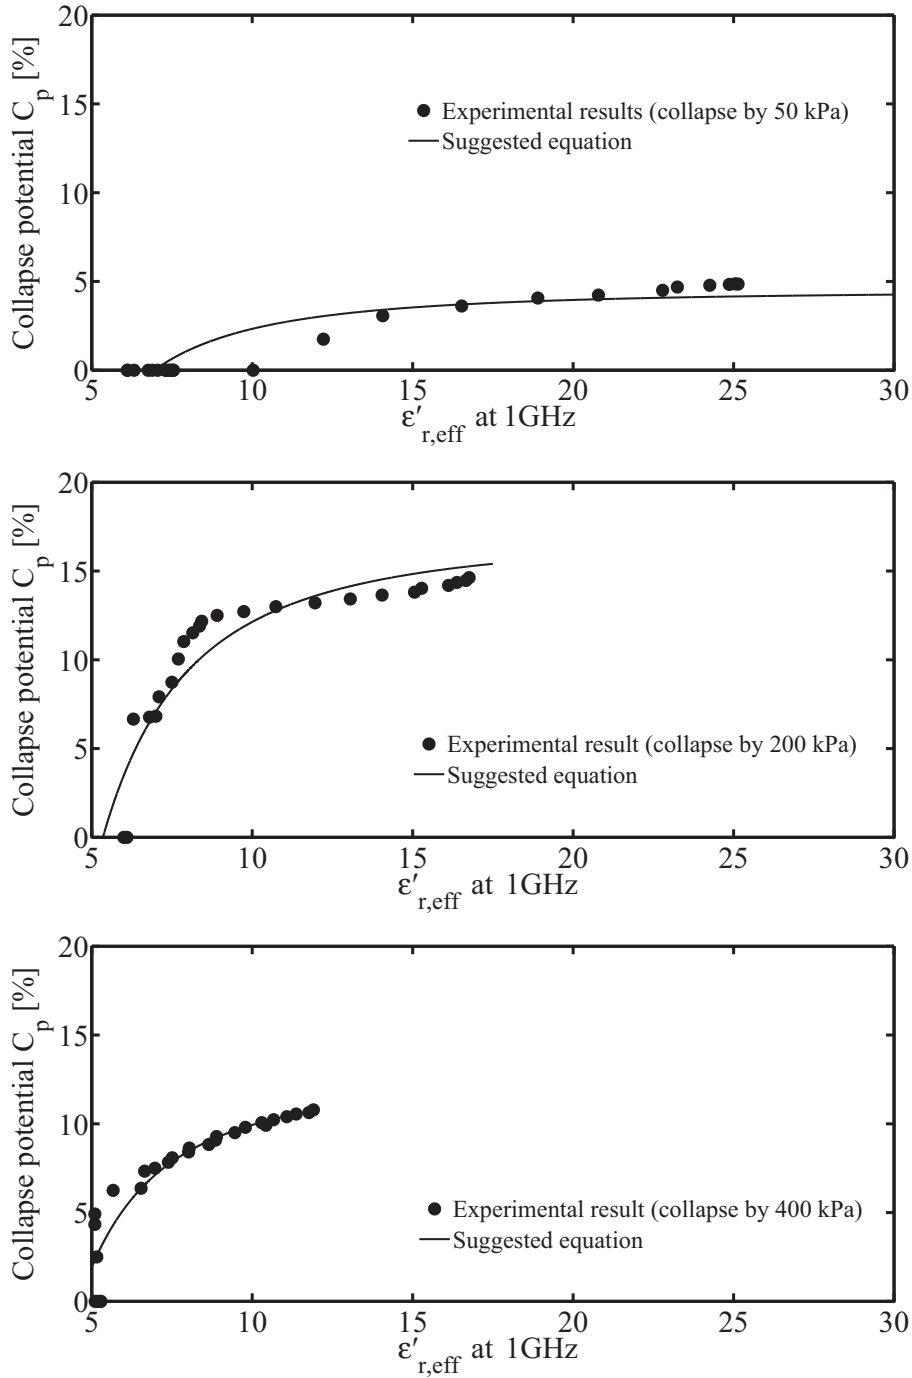 20
15
10
5
0
Collapse potential C_p [%]
Experimental results (collapse by 50 kPa)
Suggested equation
5 10 15 20 25 30
ε′r,eff at 1GHz
20
15
10
5
0
Collapse potential C_p [%]
Experimental result (collapse by 200 kPa)
Suggested equation
5 10 15 20 25 30
ε′r,eff at 1GHz
20
15
10
5
0
Collapse potential C_p [%]
Experimental result (collapse by 400 kPa)
Suggested equation
5 10 15 20 25 30
ε′r,eff at 1GHz